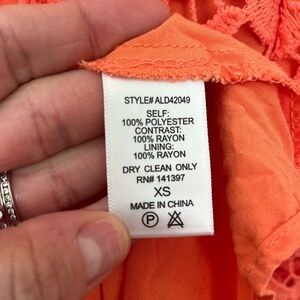 STYLE# ALD42049
SELF:
100% POLYESTER
CONTRAST:
100% RAYON
LINING:
100% RAYON
DRY CLEAN ONLY
RN# 141397
XS
MADE IN CHINA
P A